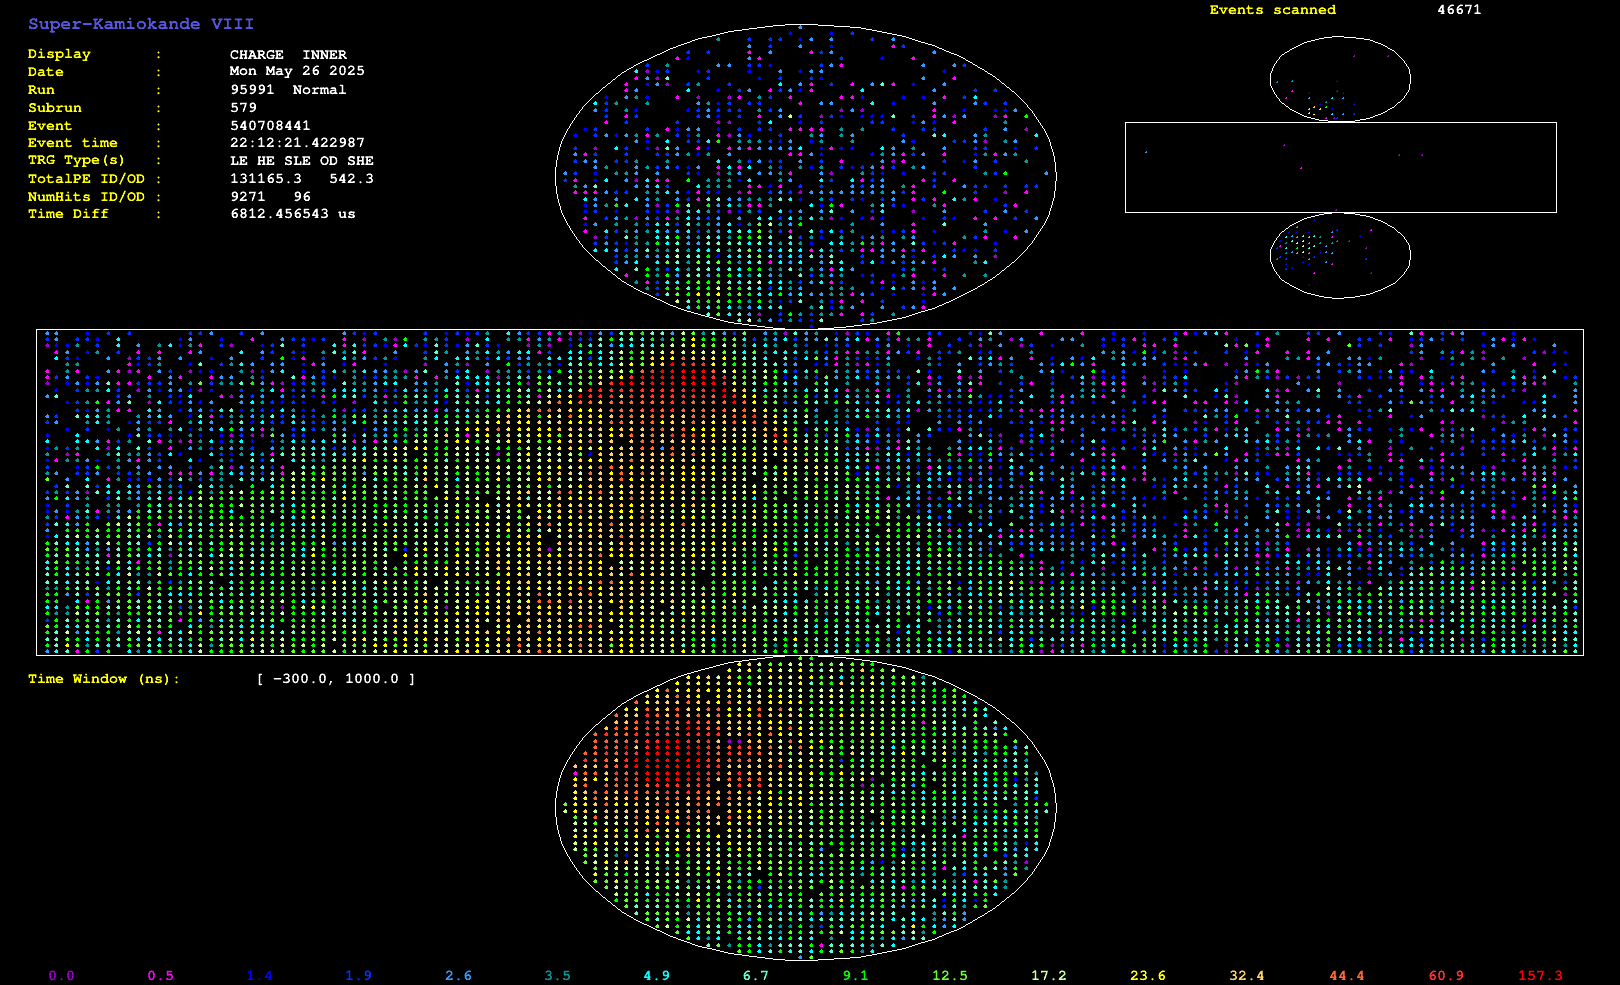 Super-Kamiokande VIII
Events scanned 46671
Display : CHARGE INNER
Date : Mon May 26 2025
Run : 95991 Normal
Subrun : 579
Event : 540708441
Event time : 22:12:21.422987
TRG Type(s) : LE HE SLE OD SHE
TotalPE ID/OD : 131165.3 542.3
NumHits ID/OD : 9271 96
Time Diff : 6812.456543 us
Time Window (ns): [ -300.0, 1000.0 ]
0.0 0.5 1.4 1.9 2.6 3.5 4.9 6.7 9.1 12.5 17.2 23.6 32.4 44.4 60.9 157.3